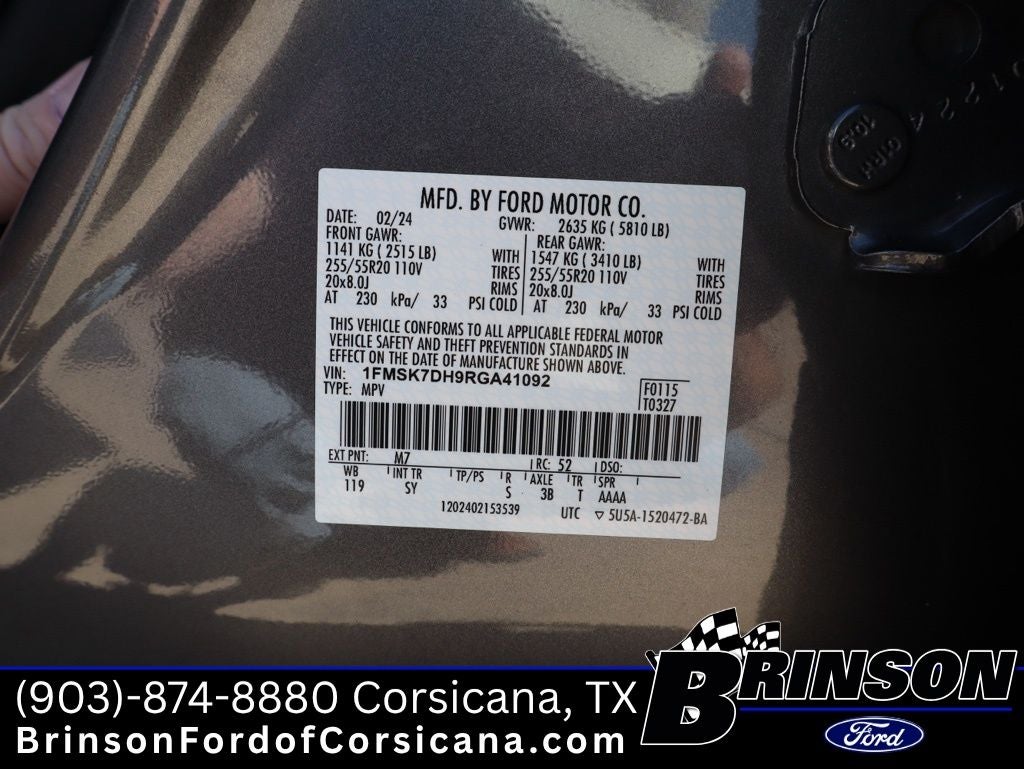 MFD. BY FORD MOTOR CO.
DATE: 02/24 GVWR: 2635 KG ( 5810 LB)
FRONT GAWR: REAR GAWR:
1141 KG ( 2515 LB) WITH 1547 KG ( 3410 LB) WITH
255/55R20 110V TIRES 255/55R20 110V TIRES
20x8.0J RIMS 20x8.0J RIMS
AT 230 kPa/ 33 PSI COLD AT 230 kPa/ 33 PSI COLD
THIS VEHICLE CONFORMS TO ALL APPLICABLE FEDERAL MOTOR
VEHICLE SAFETY AND THEFT PREVENTION STANDARDS IN
EFFECT ON THE DATE OF MANUFACTURE SHOWN ABOVE.
VIN: 1FMSK7DH9RGA41092
TYPE: MPV
F0115
T0327
EXT PNT: M7 RC: 52 DSO:
WB INT TR TP/PS R AXLE TR SPR
119 SY S 3B T AAAA
1202402153539 UTC ▽ 5U5A-1520472-BA
(903)-874-8880 Corsicana, TX
BrinsonFordofCorsicana.com
BRINSON
Ford